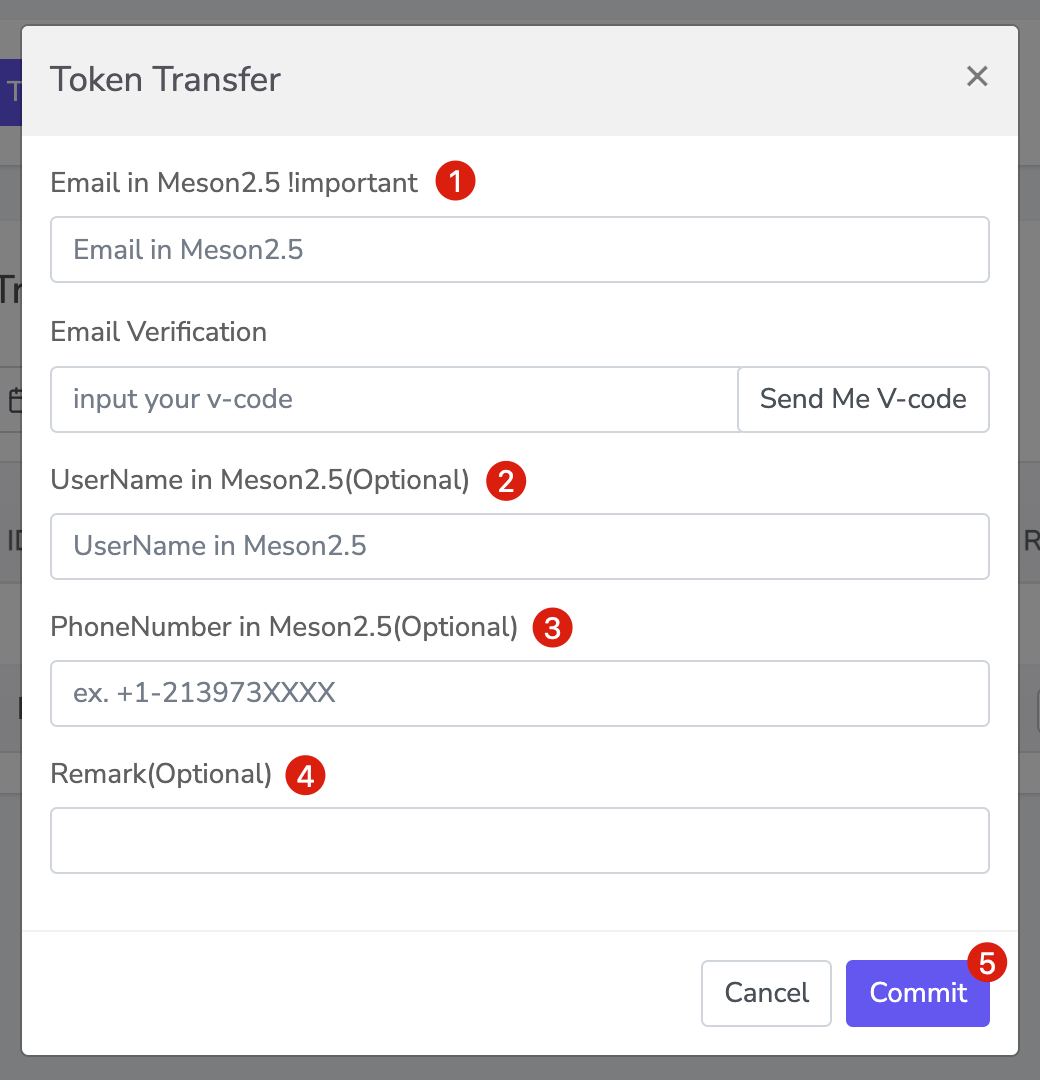 Token Transfer
Email in Meson2.5 !important 1
Email in Meson2.5
Email Verification
input your v-code Send Me V-code
UserName in Meson2.5(Optional) 2
UserName in Meson2.5
PhoneNumber in Meson2.5(Optional) 3
ex. +1-213973XXXX
Remark(Optional) 4
Cancel Commit 5